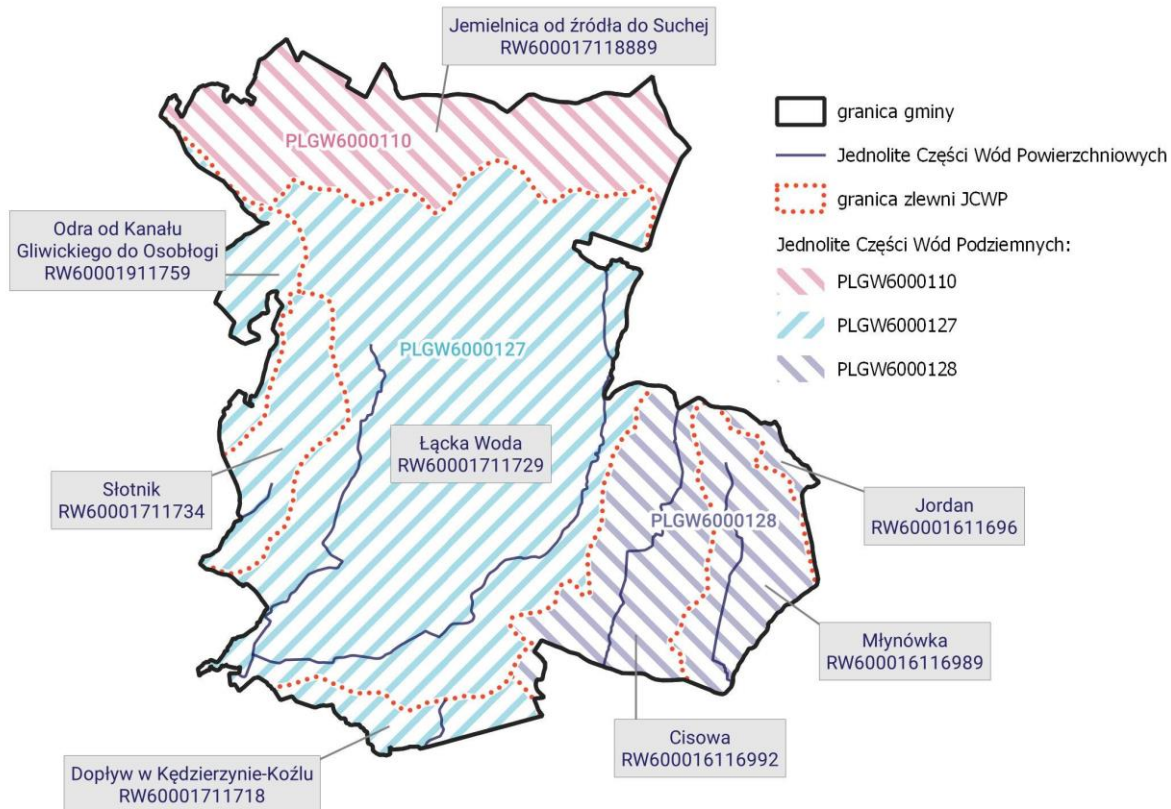 Jemielnica od źródła do Suchej
RW600017118889
PLGW6000110
granica gminy
Jednolite Części Wód Powierzchniowych
granica zlewni JCWP
Jednolite Części Wód Podziemnych:
PLGW6000110
PLGW6000127
PLGW6000128
Odra od Kanału
Gliwickiego do Osobłogi
RW60001911759
PLGW6000127
Łącka Woda
RW60001711729
Słotnik
RW60001711734
PLGW6000128
Jordan
RW60001611696
Młynówka
RW600016116989
Cisowa
RW600016116992
Dopływ w Kędzierzynie-Koźlu
RW60001711718